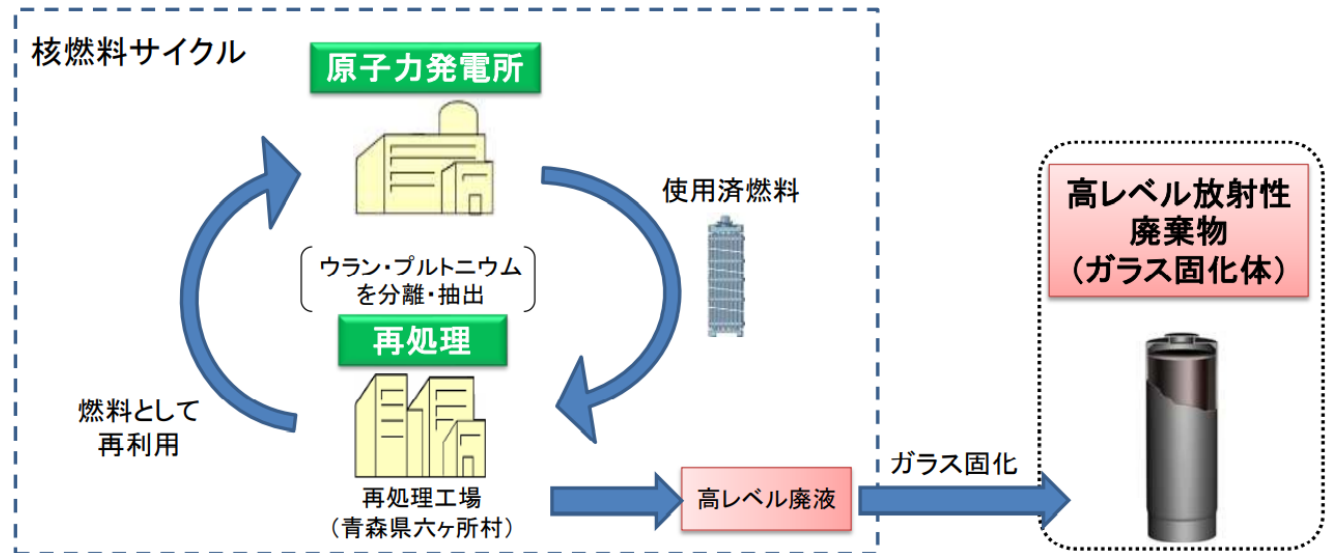 核燃料サイクル
原子力発電所
使用済燃料
ウラン・プルトニウム
を分離・抽出
再処理
燃料として
再利用
再処理工場
（青森県六ヶ所村）
高レベル廃液
ガラス固化
高レベル放射性
廃棄物
（ガラス固化体）